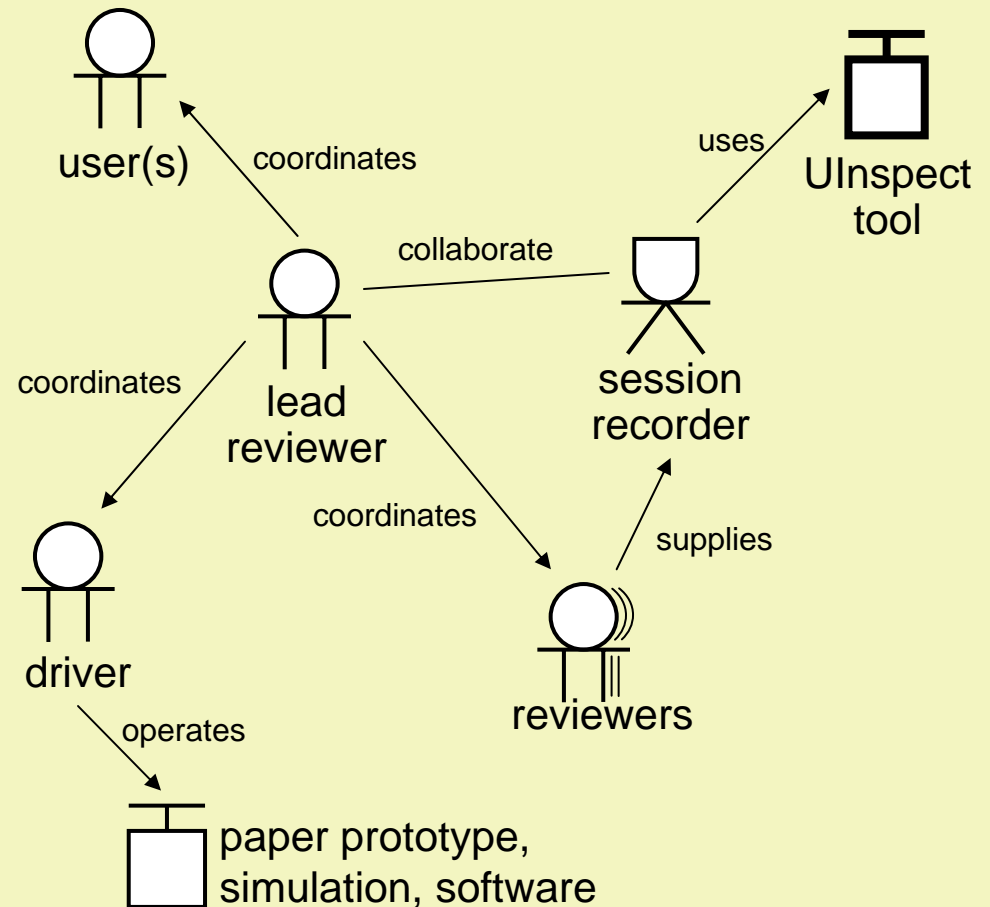 user(s)
coordinates
uses
UInspect
tool
collaborate
coordinates
lead
reviewer
session
recorder
coordinates
supplies
driver
reviewers
operates
paper prototype,
simulation, software